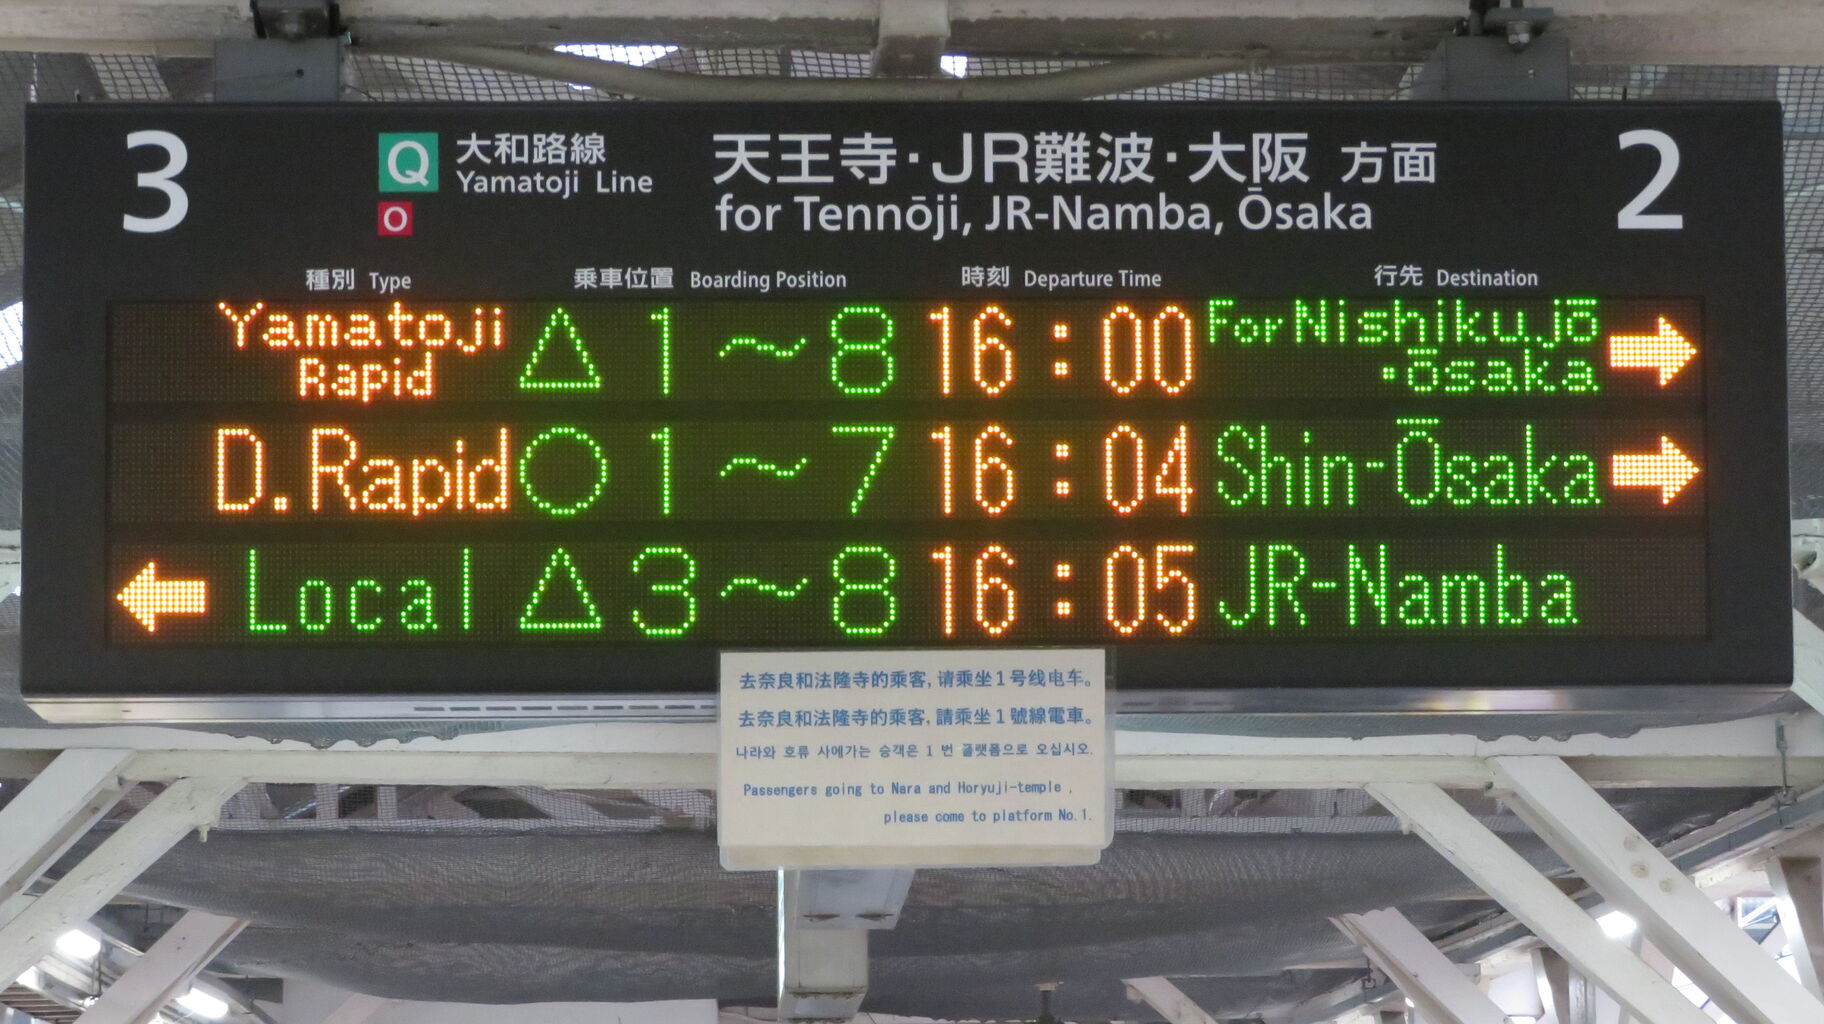 3 Q 大和路線 天王寺・JR難波・大阪 方面 2
O Yamatoji Line for Tennōji, JR-Namba, Ōsaka
種別 Type 乗車位置 Boarding Position 時刻 Departure Time 行先 Destination
Yamatoji Rapid △ 1～8 16:00 For Nishikujō・ōsaka →
D.Rapid ○ 1～7 16:04 Shin-Ōsaka →
← Local △ 3～8 16:05 JR-Namba
去奈良和法隆寺的乘客,请乘坐1号线电车。
去奈良和法隆寺的乘客,請乘坐1號線電車。
나라와 호류 사에가는 승객은 1 번 플랫폼으로 오십시오.
Passengers going to Nara and Horyuji-temple ,
please come to platform No.1.